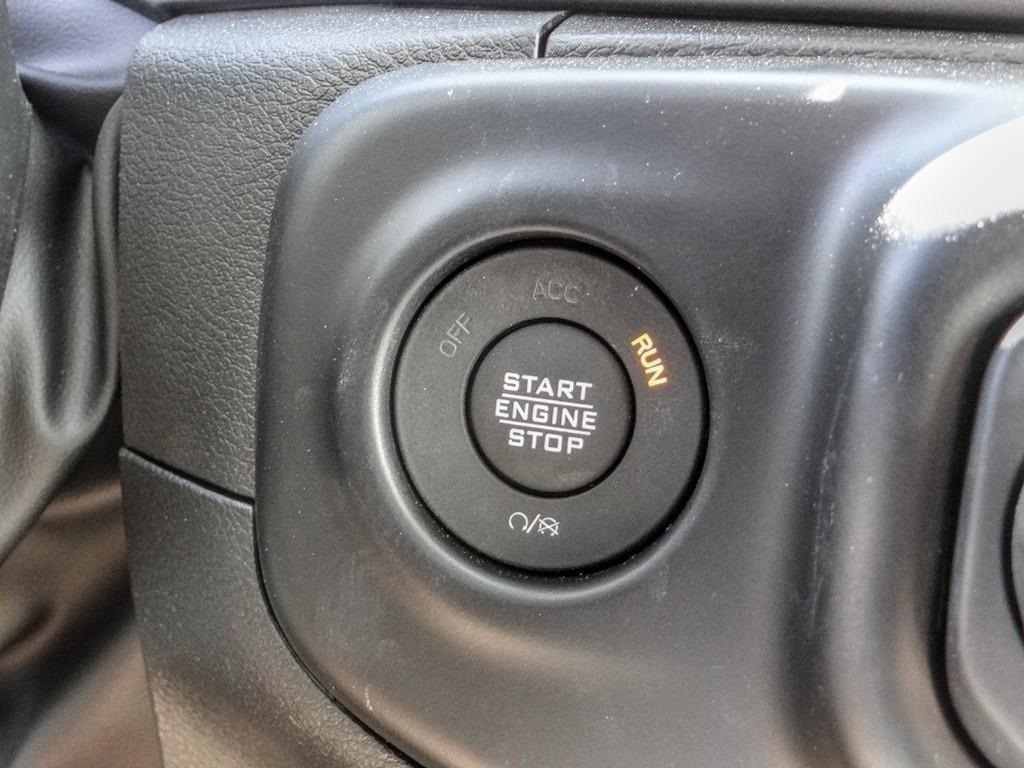 ACC
OFF
RUN
START
ENGINE
STOP